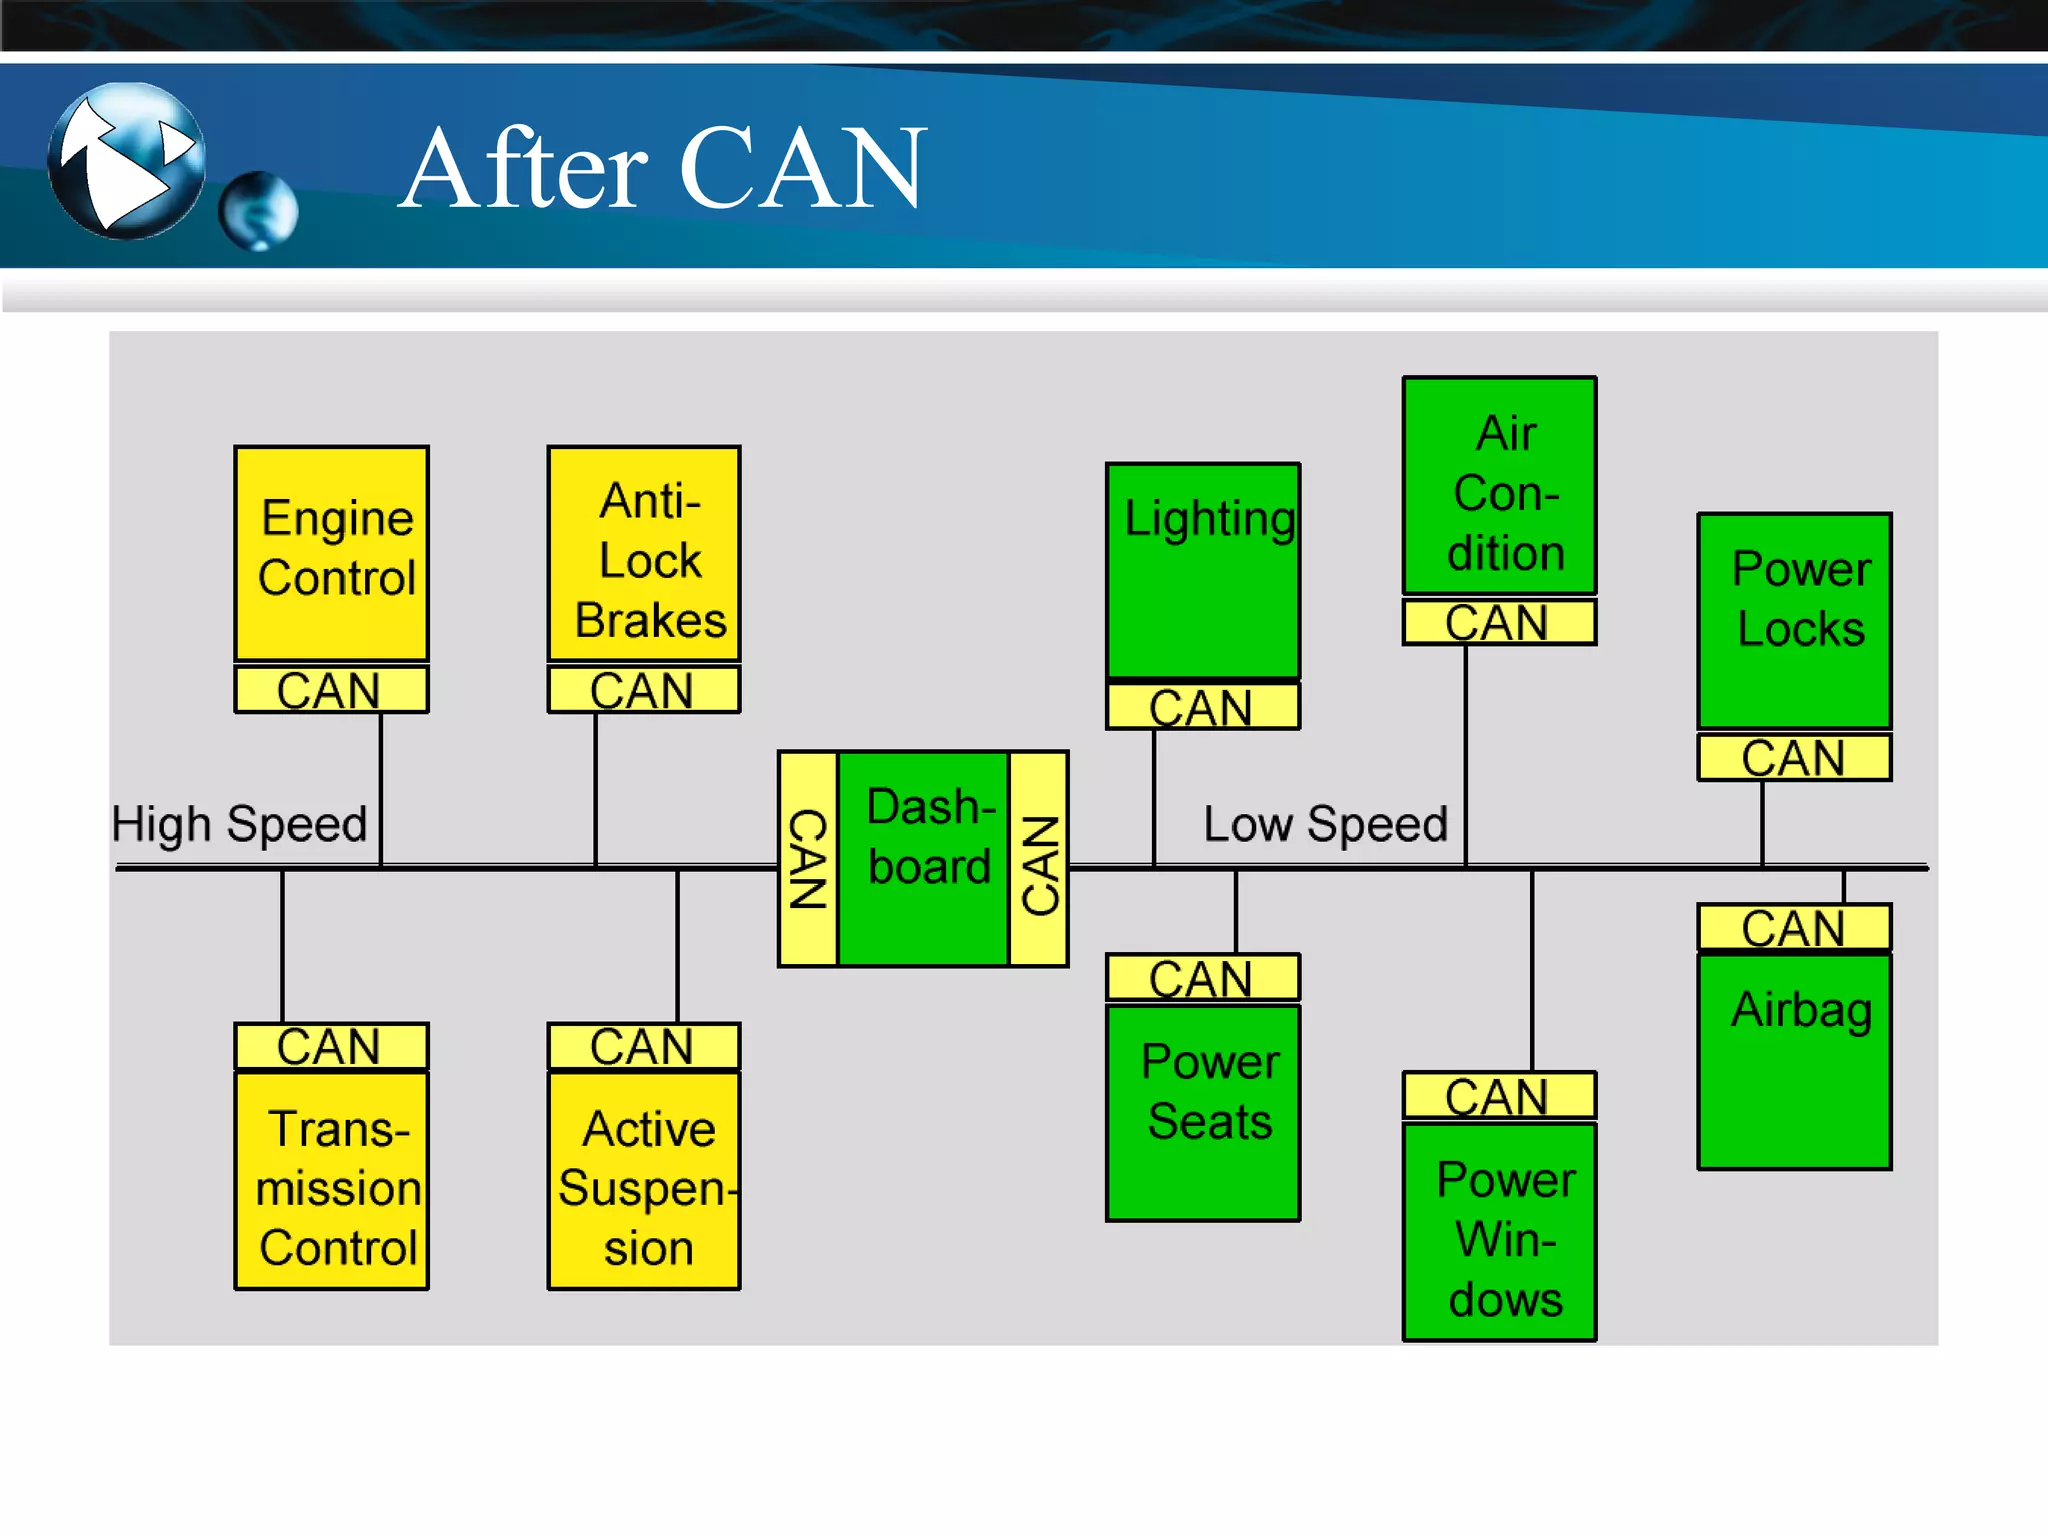 After CAN
Engine
Control
CAN
Anti-
Lock
Brakes
CAN
Lighting
CAN
Air
Con-
dition
CAN
Power
Locks
CAN
High Speed
CAN
Dash-
board
CAN
Low Speed
CAN
Trans-
mission
Control
CAN
Active
Suspen-
sion
CAN
Power
Seats
CAN
Power
Win-
dows
CAN
Airbag